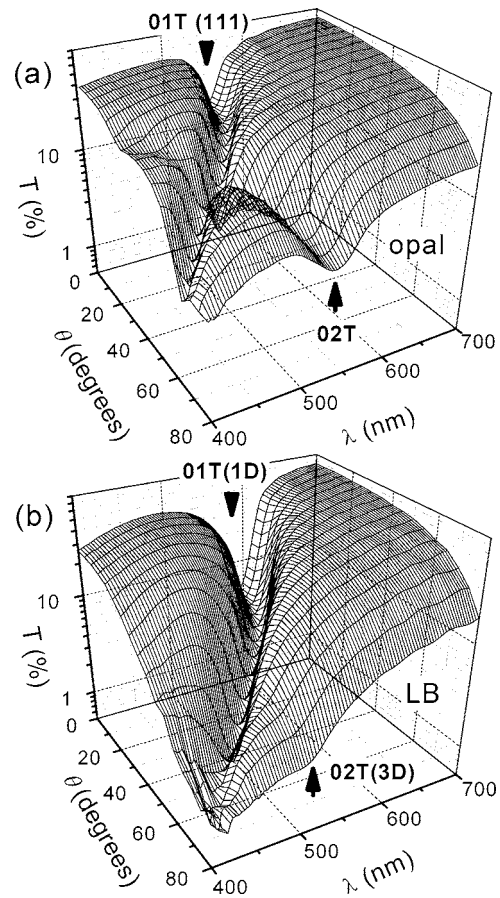 01T (111)
(a)
10
1
T (%)
0
20
40
60
80
θ (degrees)
400
500
600
700
λ (nm)
opal
02T
01T(1D)
(b)
10
1
T (%)
0
20
40
60
80
θ (degrees)
400
500
600
700
λ (nm)
LB
02T(3D)